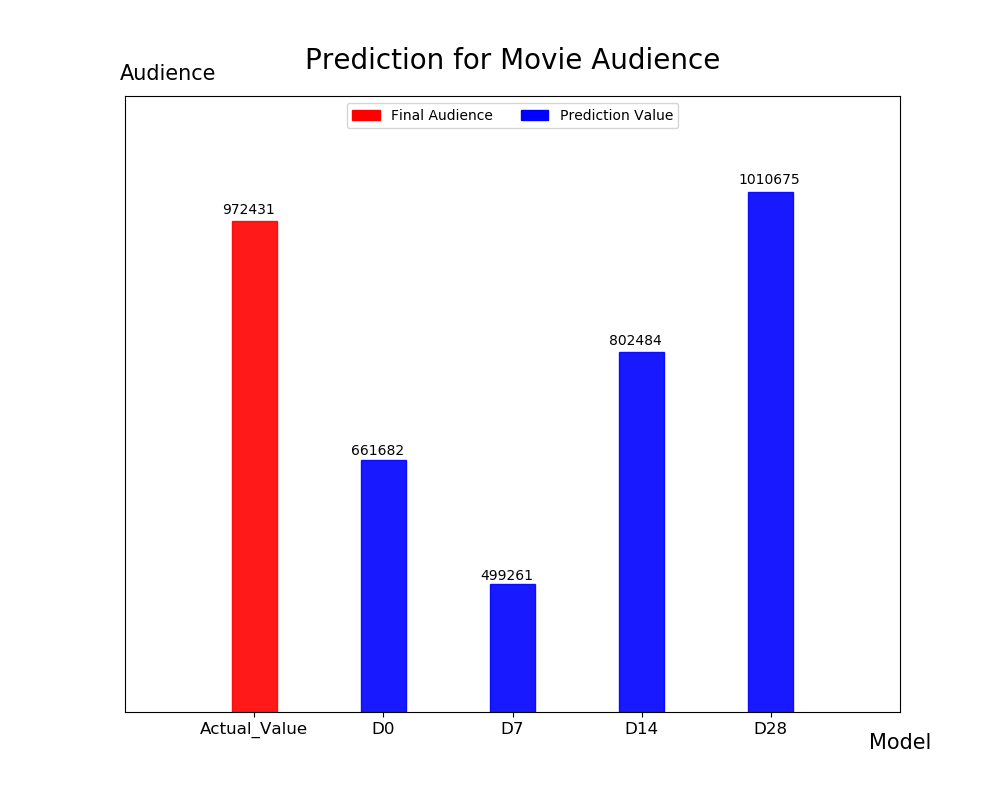 Prediction for Movie Audience
Audience
Final Audience
Prediction Value
972431
661682
499261
802484
1010675
Actual_Value
D0
D7
D14
D28
Model